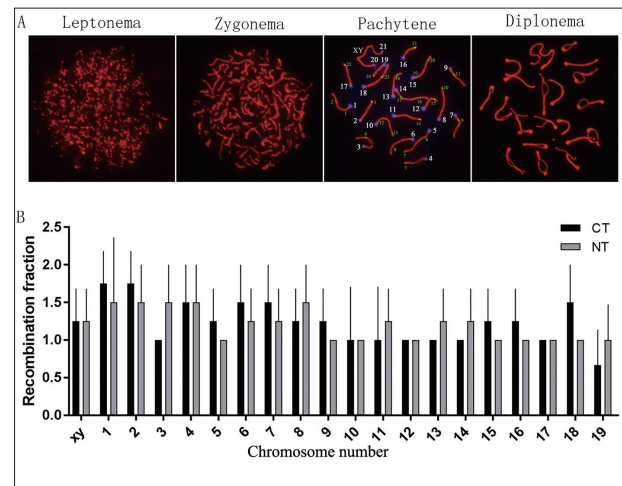 A
Leptonema Zygonema Pachytene Diplonema
XY 21
20 19 16
9
17 18 15
14
1 13
12
2 11 7
10 8
5
6
3
4
B
2.5
2.0
1.5
1.0
0.5
0.0
Recombination fraction
CT
NT
xy 1 2 3 4 5 6 7 8 9 10 11 12 13 14 15 16 17 18 19
Chromosome number